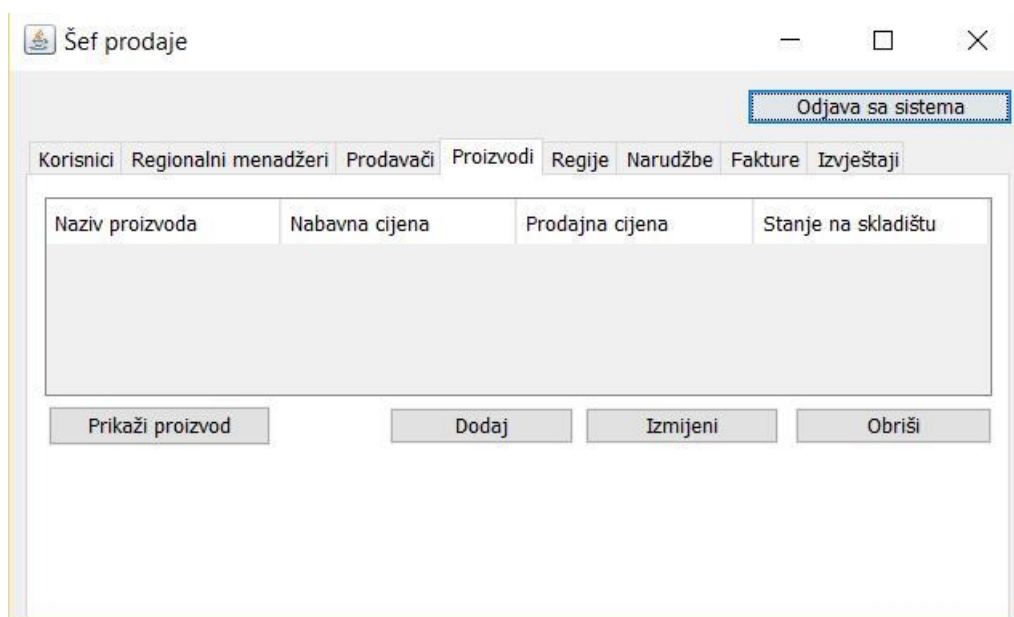 Šef prodaje
Odjava sa sistema
Korisnici Regionalni menadžeri Prodavači Proizvodi Regije Narudžbe Fakture Izvještaji
Naziv proizvoda Nabavna cijena Prodajna cijena Stanje na skladištu
Prikaži proizvod Dodaj Izmijeni Obriši